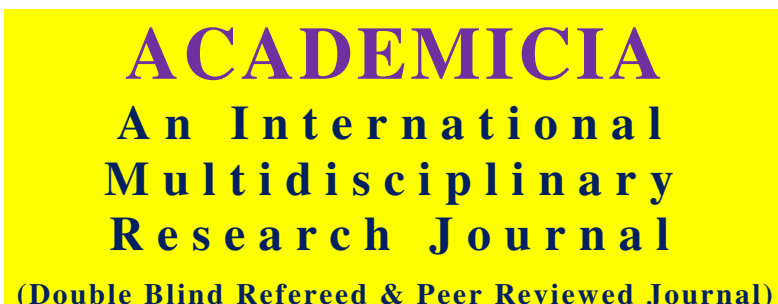 ACADEMICIA
An International
Multidisciplinary
Research Journal
(Double Blind Refereed & Peer Reviewed Journal)